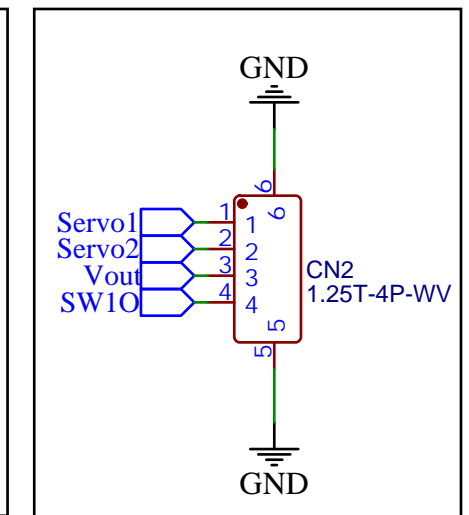 GND
6
6
Servo1 1 1
Servo2 2 2
Vout 3 3
SW1O 4 4
CN2
1.25T-4P-WV
5
5
GND